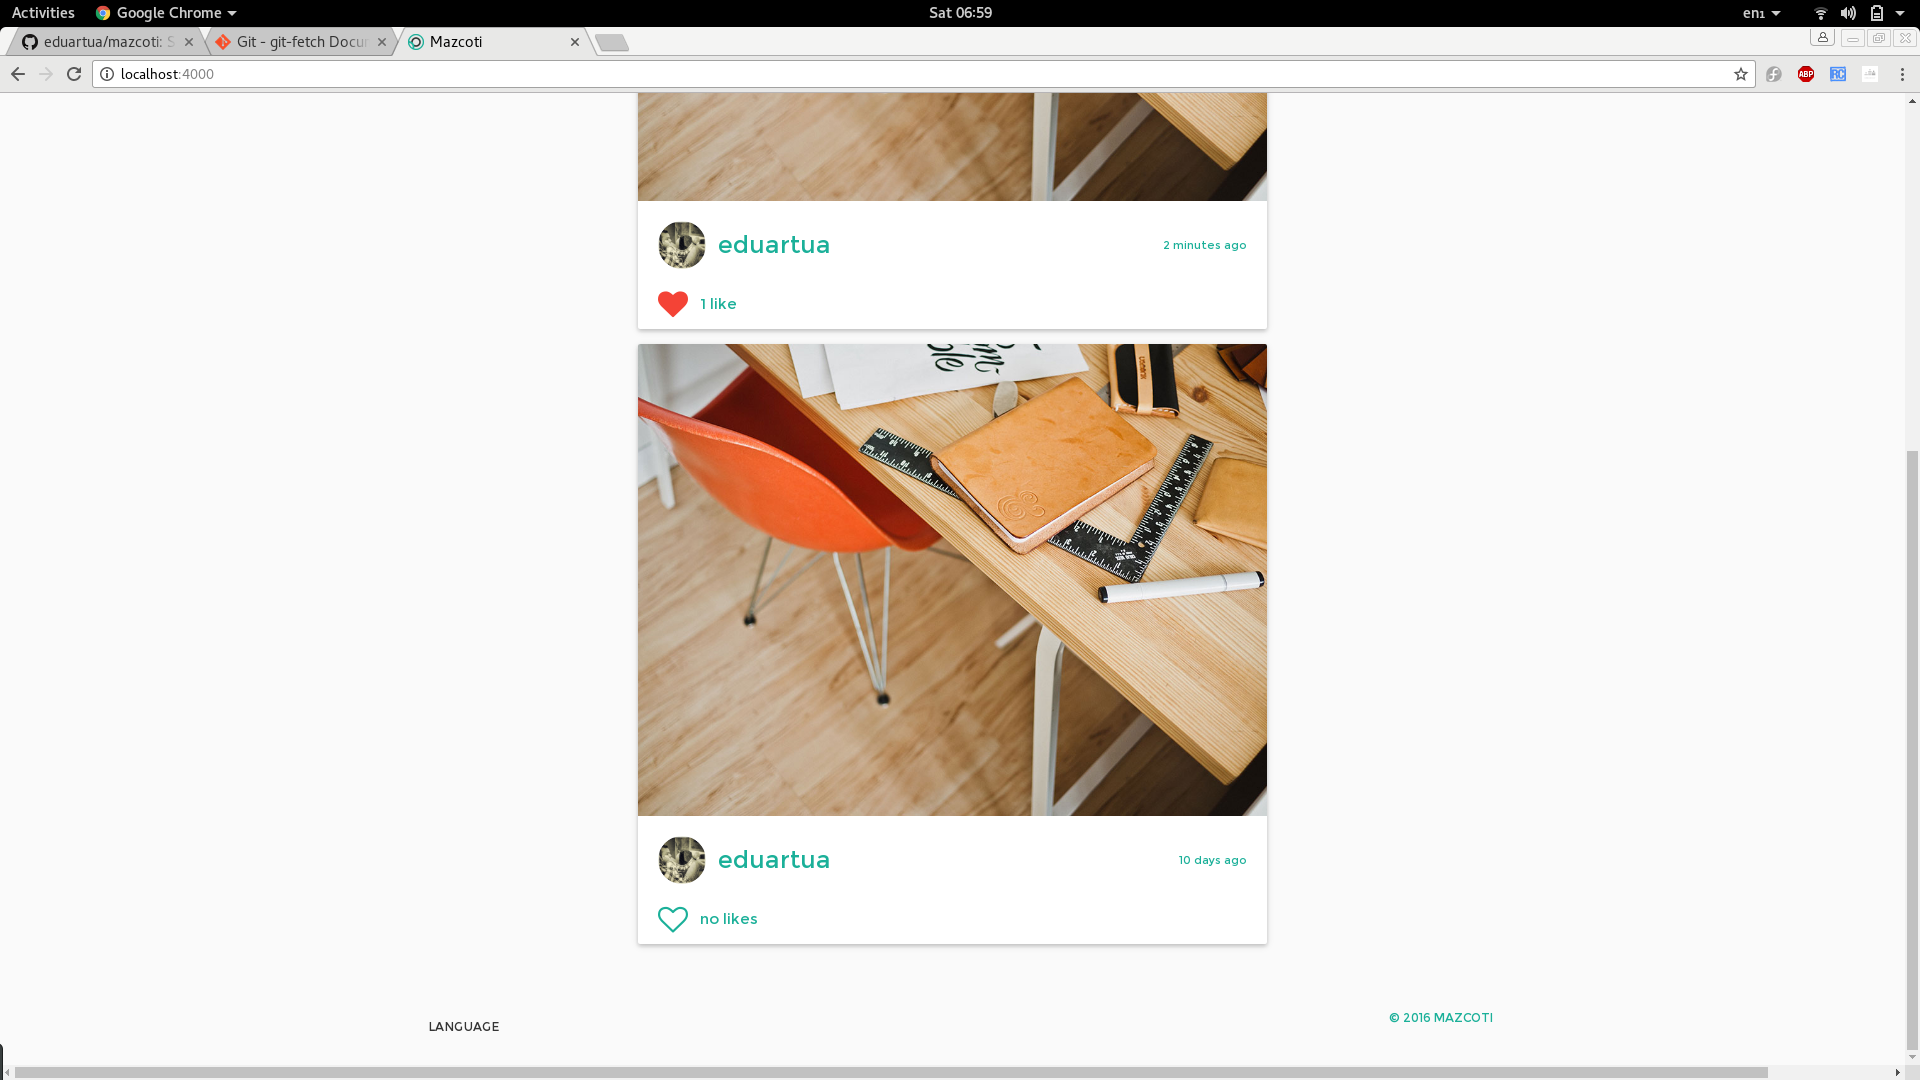 Activities Google Chrome Sat 06:59 en₁
eduartua/mazcoti: S Git - git-fetch Docu Mazcoti
localhost:4000 ABP RC
eduartua 2 minutes ago
1 like
eduartua 10 days ago
no likes
LANGUAGE © 2016 MAZCOTI